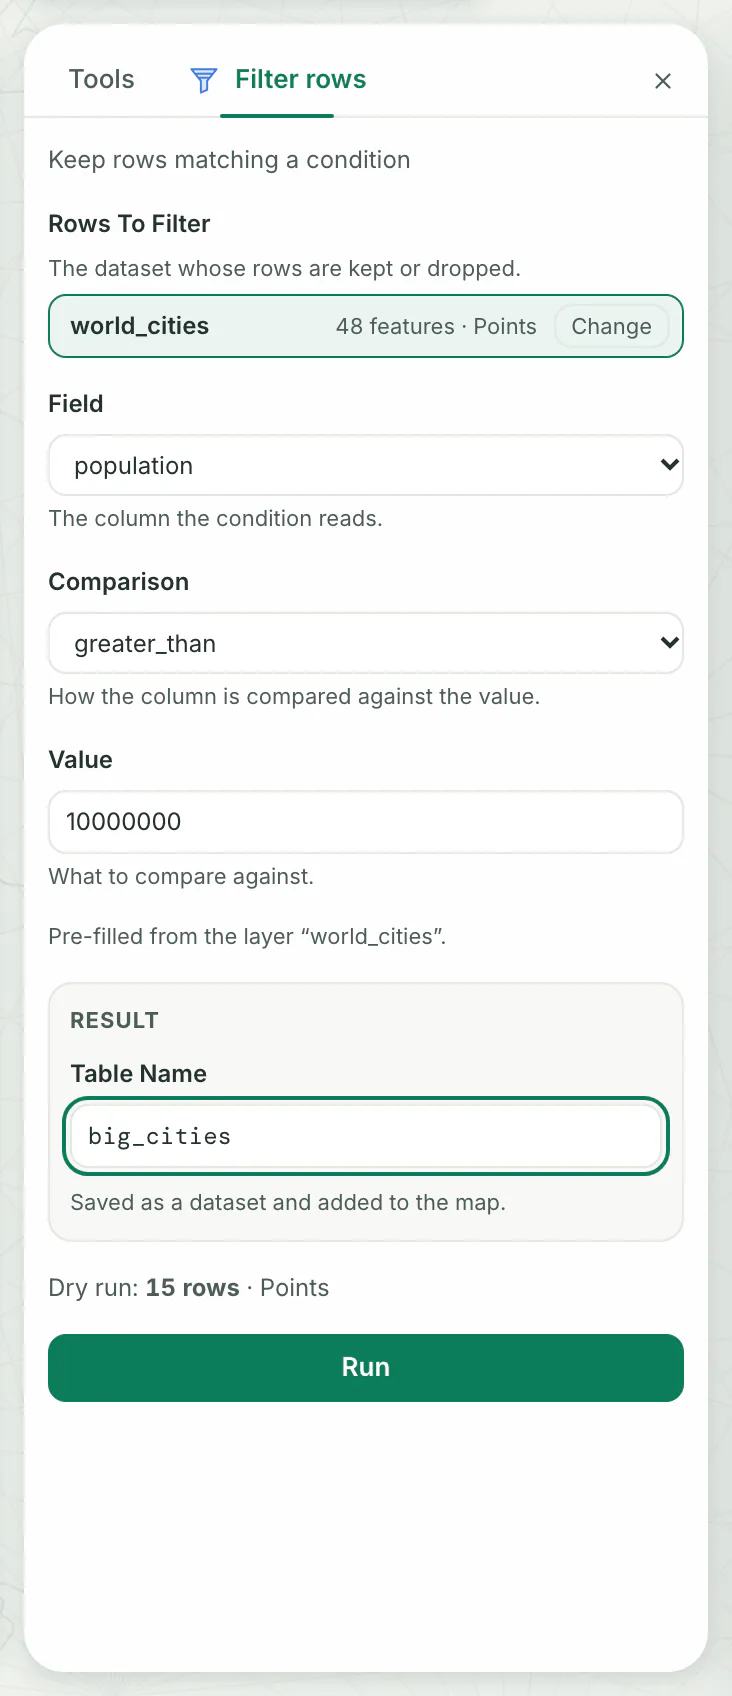 Tools
Filter rows
Keep rows matching a condition
Rows To Filter
The dataset whose rows are kept or dropped.
world_cities 48 features · Points Change
Field
population
The column the condition reads.
Comparison
greater_than
How the column is compared against the value.
Value
10000000
What to compare against.
Pre-filled from the layer “world_cities”.
RESULT
Table Name
big_cities
Saved as a dataset and added to the map.
Dry run: 15 rows · Points
Run